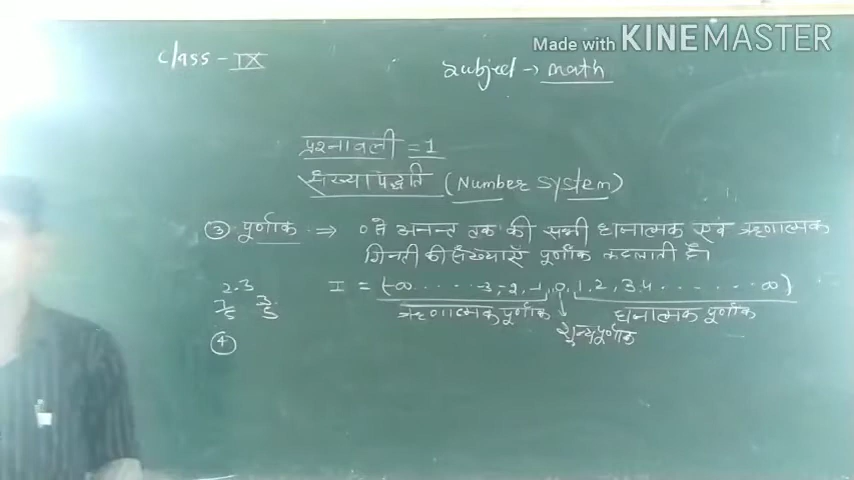 Made with KINEMASTER
Class - IX
Subject → math
प्रश्नावली = 1
संख्या पद्धति (Number System)
③ पूर्णांक ⇒ 0 से अनन्त तक की सभी धनात्मक एवं ऋणात्मक
गिनती की संख्याएँ पूर्णांक कहलाती हैं।
I = (-∞ ..... -3, -2, -1, 0, 1, 2, 3, 4 ....... ∞)
ऋणात्मक पूर्णांक
धनात्मक पूर्णांक
शून्य पूर्णांक
2.3
④